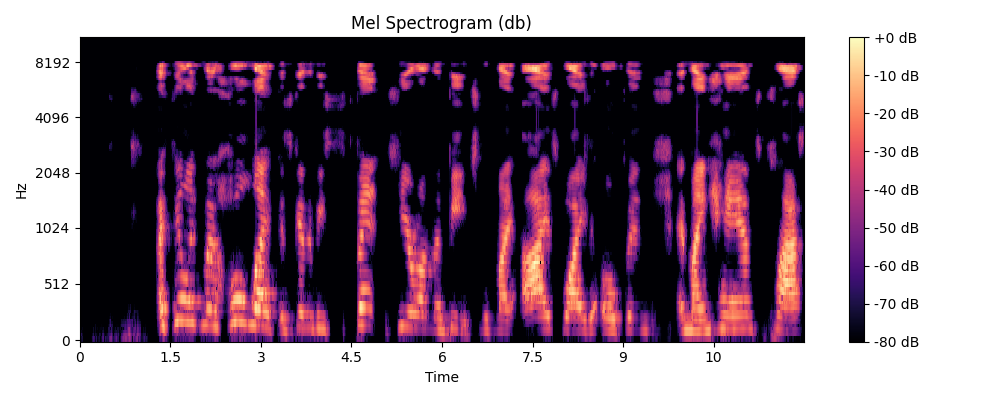 Mel Spectrogram (db)
Hz
8192
4096
2048
1024
512
0
0 1.5 3 4.5 6 7.5 9 10
Time
+0 dB
-10 dB
-20 dB
-30 dB
-40 dB
-50 dB
-60 dB
-70 dB
-80 dB